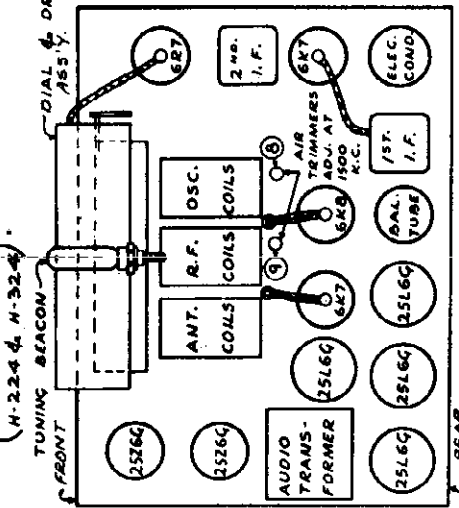 (H-224 & H-324)
TUNING BEACON
FRONT
DIAL & DR
ASS'Y.
25Z6G
25Z6G
AUDIO
TRANS-
FORMER
ANT.
COILS
R.F.
COILS
OSC.
COILS
6R7
2ND.
I.F.
6K7
ELEC.
COND.
1ST.
I.F.
8
9
AIR
TRIMMERS
ADJ. AT
1500
K.C.
6K8
6K7
BAL.
TUBE
25L6G
25L6G
25L6G
25L6G
REAR